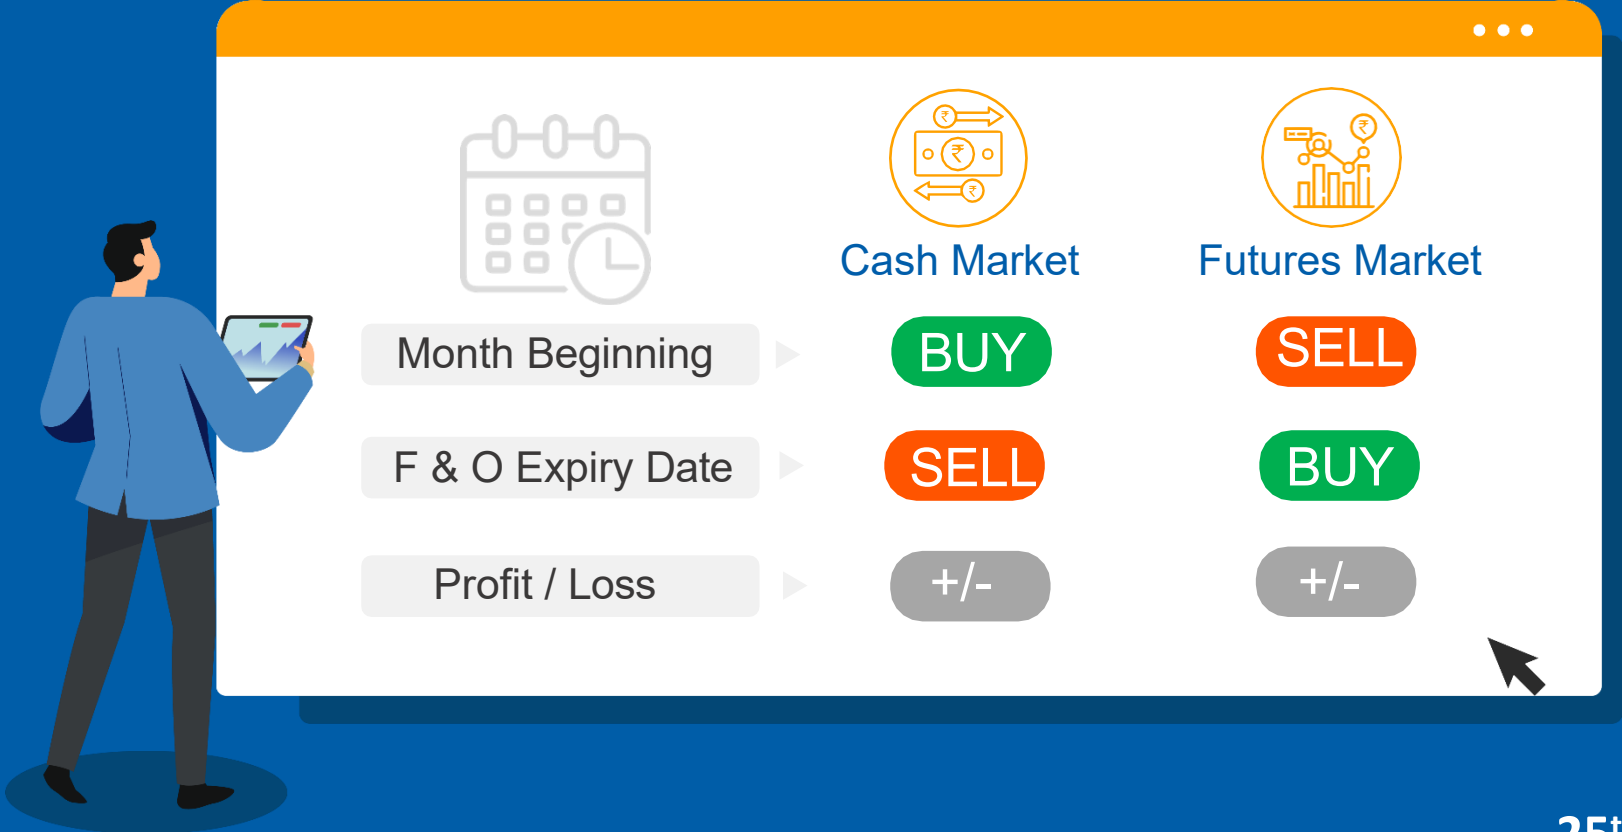 Cash Market
Futures Market
Month Beginning
BUY
SELL
F & O Expiry Date
SELL
BUY
Profit / Loss
+/-
+/-